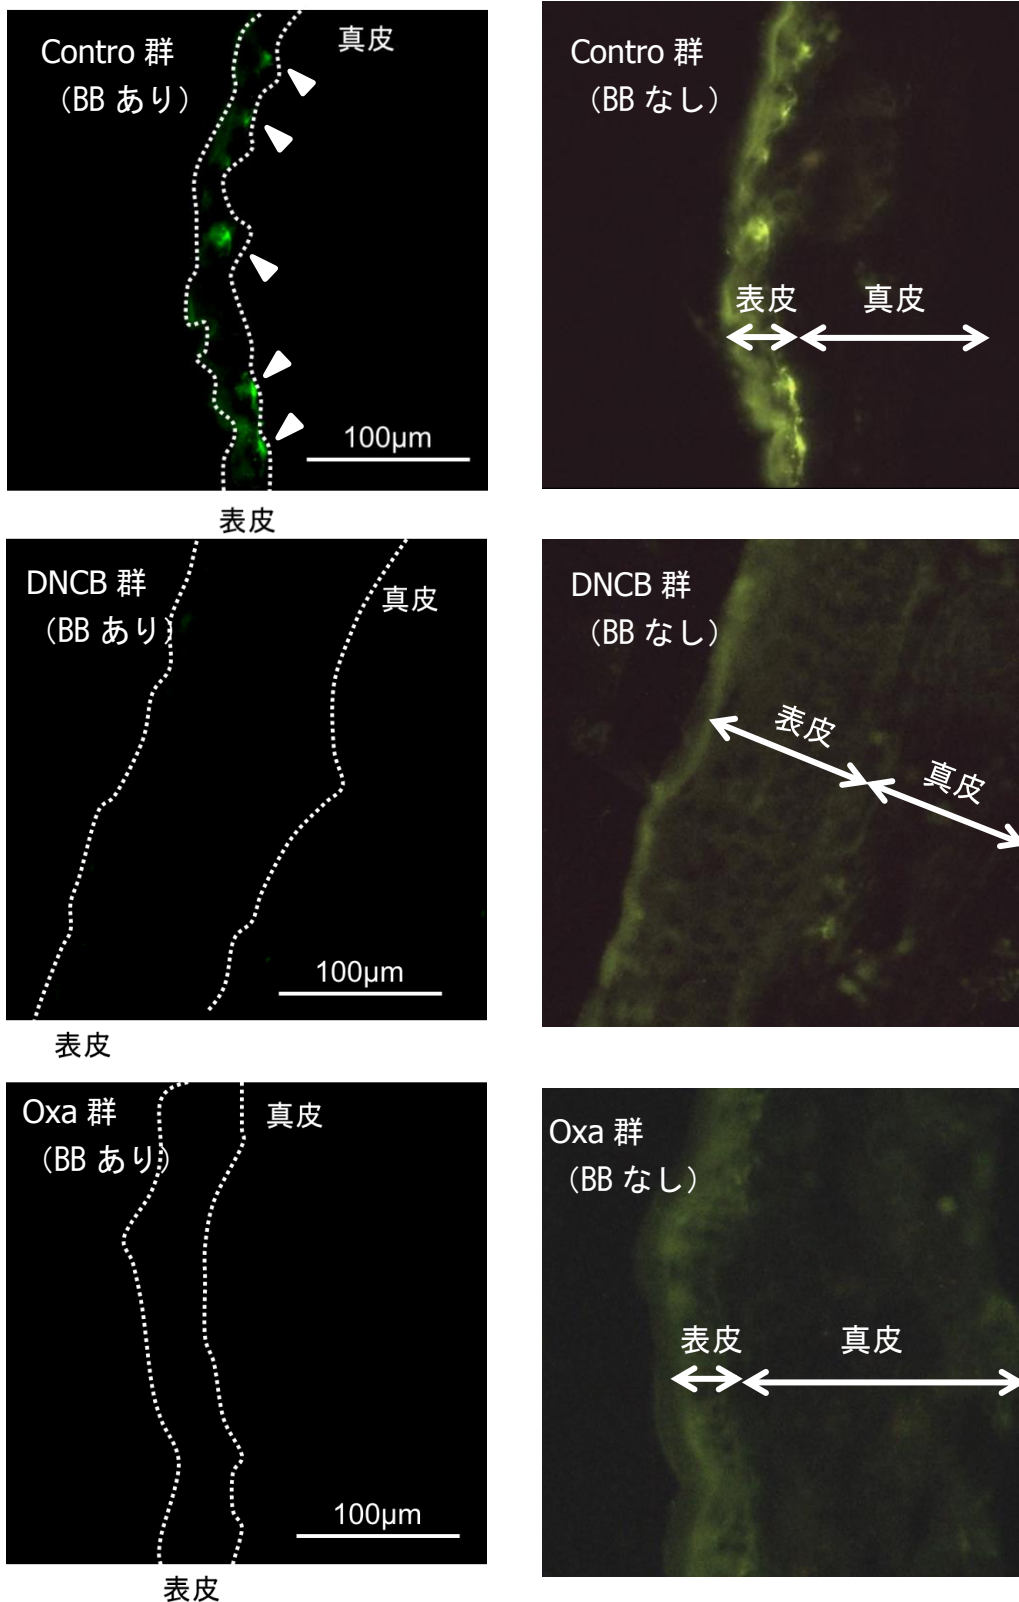 Contro 群
（BB あり）
真皮
100μm
表皮
Contro 群
（BB なし）
表皮
真皮
DNCB 群
（BB あり）
真皮
100μm
表皮
DNCB 群
（BB なし）
表皮
真皮
Oxa 群
（BB あり）
真皮
100μm
表皮
Oxa 群
（BB なし）
表皮
真皮